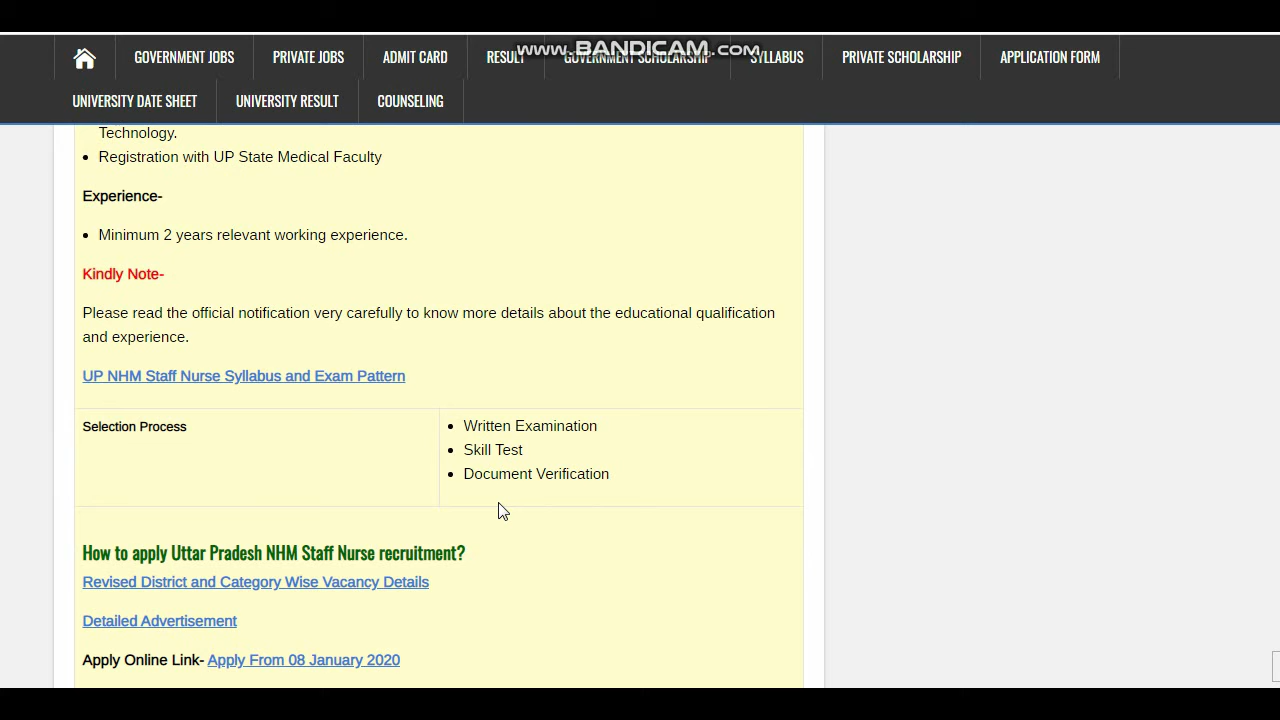 www.BANDICAM.com
GOVERNMENT JOBS PRIVATE JOBS ADMIT CARD RESULT GOVERNMENT SCHOLARSHIP SYLLABUS PRIVATE SCHOLARSHIP APPLICATION FORM
UNIVERSITY DATE SHEET UNIVERSITY RESULT COUNSELING
Technology.
• Registration with UP State Medical Faculty
Experience-
• Minimum 2 years relevant working experience.
Kindly Note-
Please read the official notification very carefully to know more details about the educational qualification
and experience.
UP NHM Staff Nurse Syllabus and Exam Pattern
Selection Process
• Written Examination
• Skill Test
• Document Verification
How to apply Uttar Pradesh NHM Staff Nurse recruitment?
Revised District and Category Wise Vacancy Details
Detailed Advertisement
Apply Online Link- Apply From 08 January 2020